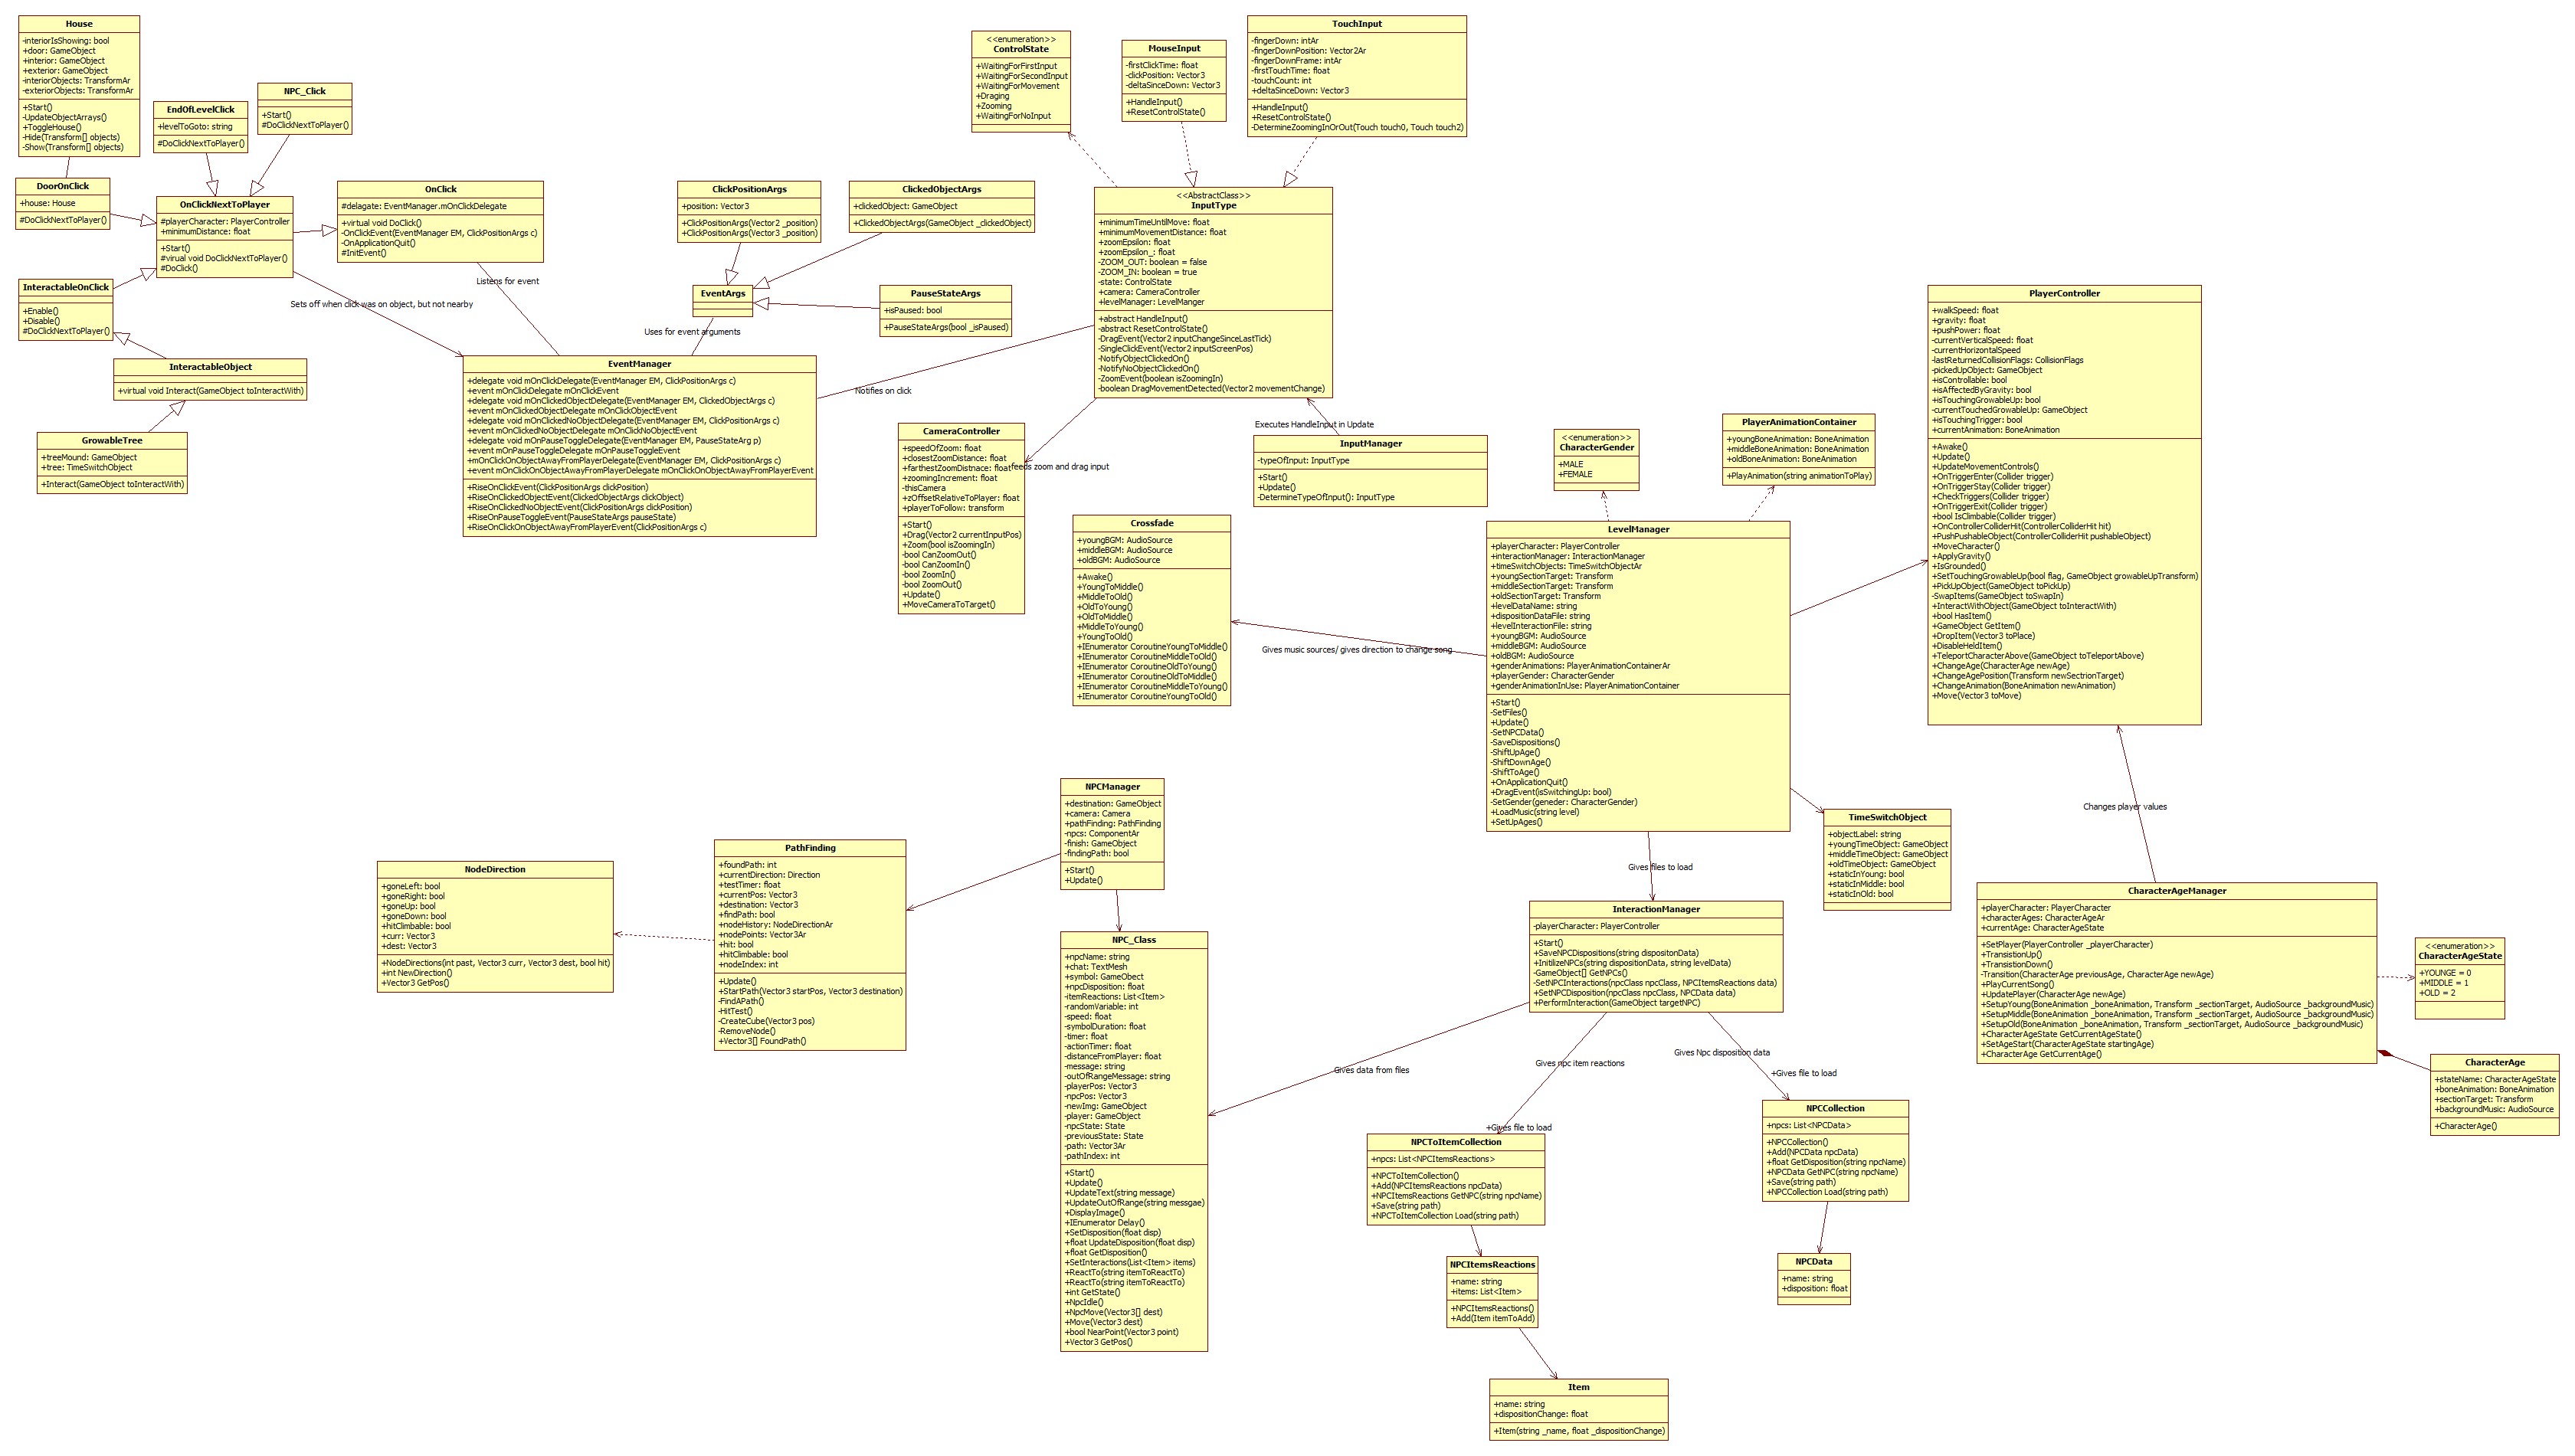 House
-interiorIsShowing: bool
+door: GameObject
+interior: GameObject
+exterior: GameObject
-interiorObjects: TransformAr
-exteriorObjects: TransformAr
+Start()
-UpdateObjectArrays()
+ToggleHouse()
-Hide(Transform[] objects)
-Show(Transform[] objects)
EndOfLevelClick
+levelToGoto: string
#DoClickNextToPlayer()
NPC_Click
+Start()
#DoClickNextToPlayer()
DoorOnClick
+house: House
#DoClickNextToPlayer()
OnClickNextToPlayer
#playerCharacter: PlayerController
+minimumDistance: float
+Start()
#virual void DoClickNextToPlayer()
#DoClick()
OnClick
#delagate: EventManager.mOnClickDelegate
+virtual void DoClick()
-OnClickEvent(EventManager EM, ClickPositionArgs c)
-OnApplicationQuit()
#InitEvent()
InteractableOnClick
+Enable()
+Disable()
#DoClickNextToPlayer()
Sets off when click was on object, but not nearby
Listens for event
InteractableObject
+virtual void Interact(GameObject toInteractWith)
GrowableTree
+treeMound: GameObject
+tree: TimeSwitchObject
+Interact(GameObject toInteractWith)
ClickPositionArgs
+position: Vector3
+ClickPositionArgs(Vector2 _position)
+ClickPositionArgs(Vector3 _position)
ClickedObjectArgs
+clickedObject: GameObject
+ClickedObjectArgs(GameObject _clickedObject)
EventArgs
PauseStateArgs
+isPaused: bool
+PauseStateArgs(bool _isPaused)
Uses for event arguments
EventManager
+delegate void mOnClickDelegate(EventManager EM, ClickPositionArgs c)
+event mOnClickDelegate mOnClickEvent
+delegate void mOnClickedObjectDelegate(EventManager EM, ClickedObjectArgs c)
+event mOnClickedObjectDelegate mOnClickObjectEvent
+delegate void mOnClickedNoObjectDelegate(EventManager EM, ClickPositionArgs c)
+event mOnClickedNoObjectDelegate mOnClickNoObjectEvent
+delegate void mOnPauseToggleDelegate(EventManager EM, PauseStateArg p)
+event mOnPauseToggleDelegate mOnPauseToggleEvent
+mOnClickOnObjectAwayFromPlayerDelegate(EventManager EM, ClickPositionArgs c)
+event mOnClickOnObjectAwayFromPlayerDelegate mOnClickOnObjectAwayFromPlayerEvent
+RiseOnClickEvent(ClickPositionArgs clickPosition)
+RiseOnClickedObjectEvent(ClickedObjectArgs clickObject)
+RiseOnClickedNoObjectEvent(ClickPositionArgs clickPosition)
+RiseOnPauseToggleEvent(PauseStateArgs pauseState)
+RiseOnClickOnObjectAwayFromPlayerEvent(ClickPositionArgs c)
Notifies on click
<<enumeration>>
ControlState
+WaitingForFirstInput
+WaitingForSecondInput
+WaitingForMovement
+Draging
+Zooming
+WaitingForNoInput
MouseInput
-firstClickTime: float
-clickPosition: Vector3
-deltaSinceDown: Vector3
+HandleInput()
+ResetControlState()
TouchInput
-fingerDown: intAr
-fingerDownPosition: Vector2Ar
-fingerDownFrame: intAr
-firstTouchTime: float
-touchCount: int
+deltaSinceDown: Vector3
+HandleInput()
+ResetControlState()
-DetermineZoomingInOrOut(Touch touch0, Touch touch2)
<<AbstractClass>>
InputType
+minimumTimeUntilMove: float
+minimumMovementDistance: float
+zoomEpsilon: float
+zoomEpsilon_: float
-ZOOM_OUT: boolean = false
-ZOOM_IN: boolean = true
-state: ControlState
+camera: CameraController
+levelManager: LevelManger
+abstract HandleInput()
-abstract ResetControlState()
-DragEvent(Vector2 inputChangeSinceLastTick)
-SingleClickEvent(Vector2 inputScreenPos)
-NotifyObjectClickedOn()
-NotifyNoObjectClickedOn()
-ZoomEvent(boolean isZoomingIn)
-boolean DragMovementDetected(Vector2 movementChange)
CameraController
+speedOfZoom: float
+closestZoomDistance: float
+farthestZoomDistnace: float
+zoomingIncrement: float
-thisCamera
+zOffsetRelativeToPlayer: float
+playerToFollow: transform
+Start()
+Drag(Vector2 currentInputPos)
+Zoom(bool isZoomingIn)
-bool CanZoomOut()
-bool CanZoomIn()
-bool ZoomIn()
-bool ZoomOut()
+Update()
+MoveCameraToTarget()
feeds zoom and drag input
Executes HandleInput in Update
InputManager
-typeOfInput: InputType
+Start()
+Update()
-DetermineTypeOfInput(): InputType
Crossfade
+youngBGM: AudioSource
+middleBGM: AudioSource
+oldBGM: AudioSource
+Awake()
+YoungToMiddle()
+MiddleToOld()
+OldToYoung()
+OldToMiddle()
+MiddleToYoung()
+YoungToOld()
+IEnumerator CoroutineYoungToMiddle()
+IEnumerator CoroutineMiddleToOld()
+IEnumerator CoroutineOldToYoung()
+IEnumerator CoroutineOldToMiddle()
+IEnumerator CoroutineMiddleToYoung()
+IEnumerator CoroutineYoungToOld()
Gives music sources/ gives direction to change song
<<enumeration>>
CharacterGender
+MALE
+FEMALE
PlayerAnimationContainer
+youngBoneAnimation: BoneAnimation
+middleBoneAnimation: BoneAnimation
+oldBoneAnimation: BoneAnimation
+PlayAnimation(string animationToPlay)
LevelManager
+playerCharacter: PlayerController
+interactionManager: InteractionManager
+timeSwitchObjects: TimeSwitchObjectAr
+youngSectionTarget: Transform
+middleSectionTarget: Transform
+oldSectionTarget: Transform
+levelDataName: string
+dispositionDataFile: string
+levelInteractionFile: string
+youngBGM: AudioSource
+middleBGM: AudioSource
+oldBGM: AudioSource
+genderAnimations: PlayerAnimationContainerAr
+playerGender: CharacterGender
+genderAnimationInUse: PlayerAnimationContainer
+Start()
-SetFiles()
+Update()
-SetNPCData()
-SaveDispositions()
-ShiftUpAge()
-ShiftDownAge()
-ShiftToAge()
+OnApplicationQuit()
+DragEvent(isSwitchingUp: bool)
-SetGender(geneder: CharacterGender)
+LoadMusic(string level)
+SetUpAges()
PlayerController
+walkSpeed: float
+gravity: float
+pushPower: float
-currentVerticalSpeed: float
-currentHorizontalSpeed
-lastReturnedCollisionFlags: CollisionFlags
-pickedUpObject: GameObject
+isControllable: bool
+isAffectedByGravity: bool
+isTouchingGrowableUp: bool
-currentTouchedGrowableUp: GameObject
+isTouchingTrigger: bool
+currentAnimation: BoneAnimation
+Awake()
+Update()
+UpdateMovementControls()
+OnTriggerEnter(Collider trigger)
+OnTriggerStay(Collider trigger)
+CheckTriggers(Collider trigger)
+OnTriggerExit(Collider trigger)
+bool IsClimbable(Collider trigger)
+OnControllerColliderHit(ControllerColliderHit hit)
+PushPushableObject(ControllerColliderHit pushableObject)
+MoveCharacter()
+ApplyGravity()
+IsGrounded()
+SetTouchingGrowableUp(bool flag, GameObject growableUpTransform)
+PickUpObject(GameObject toPickUp)
-SwapItems(GameObject toSwapIn)
+InteractWithObject(GameObject toInteractWith)
+bool HasItem()
+GameObject GetItem()
+DropItem(Vector3 toPlace)
+DisableHeldItem()
+TeleportCharacterAbove(GameObject toTeleportAbove)
+ChangeAge(CharacterAge newAge)
+ChangeAgePosition(Transform newSectrionTarget)
+ChangeAnimation(BoneAnimation newAnimation)
+Move(Vector3 toMove)
Changes player values
TimeSwitchObject
+objectLabel: string
+youngTimeObject: GameObject
+middleTimeObject: GameObject
+oldTimeObject: GameObject
+staticInYoung: bool
+staticInMiddle: bool
+staticInOld: bool
Gives files to load
NPCManager
+destination: GameObject
+camera: Camera
+pathFinding: PathFinding
-npcs: ComponentAr
-finish: GameObject
-findingPath: bool
+Start()
+Update()
PathFinding
+foundPath: int
+currentDirection: Direction
+testTimer: float
+currentPos: Vector3
+destination: Vector3
+findPath: bool
+nodeHistory: NodeDirectionAr
+nodePoints: Vector3Ar
+hit: bool
+hitClimbable: bool
+nodeIndex: int
+Update()
+StartPath(Vector3 startPos, Vector3 destination)
-FindAPath()
-HitTest()
-CreateCube(Vector3 pos)
-RemoveNode()
+Vector3[] FoundPath()
NodeDirection
+goneLeft: bool
+goneRight: bool
+goneUp: bool
+goneDown: bool
+hitClimbable: bool
+curr: Vector3
+dest: Vector3
+NodeDirections(int past, Vector3 curr, Vector3 dest, bool hit)
+int NewDirection()
+Vector3 GetPos()
NPC_Class
+npcName: string
+chat: TextMesh
+symbol: GameObect
+npcDisposition: float
-itemReactions: List<Item>
-randomVariable: int
-speed: float
-symbolDuration: float
-timer: float
-actionTimer: float
-distanceFromPlayer: float
-message: string
-outOfRangeMessage: string
-playerPos: Vector3
-npcPos: Vector3
-newImg: GameObject
-player: GameObject
-npcState: State
-previousState: State
-path: Vector3Ar
-pathIndex: int
+Start()
+Update()
+UpdateText(string message)
+UpdateOutOfRange(string messgae)
+DisplayImage()
+IEnumerator Delay()
+SetDisposition(float disp)
+float UpdateDisposition(float disp)
+float GetDisposition()
+SetInteractions(List<Item> items)
+ReactTo(string itemToReactTo)
+ReactTo(string itemToReactTo)
+int GetState()
+NpcIdle()
+NpcMove(Vector3[] dest)
+Move(Vector3 dest)
+bool NearPoint(Vector3 point)
+Vector3 GetPos()
InteractionManager
-playerCharacter: PlayerController
+Start()
+SaveNPCDispositions(string dispositonData)
+InitilizeNPCs(string dispositionData, string levelData)
-GameObject[] GetNPCs()
-SetNPCInteractions(npcClass npcClass, NPCItemsReactions data)
+SetNPCDisposition(npcClass npcClass, NPCData data)
+PerformInteraction(GameObject targetNPC)
Gives data from files
Gives npc item reactions
Gives Npc disposition data
+Gives file to load
+Gives file to load
NPCToItemCollection
+npcs: List<NPCItemsReactions>
+NPCToItemCollection()
+Add(NPCItemsReactions npcData)
+NPCItemsReactions GetNPC(string npcName)
+Save(string path)
+NPCToItemCollection Load(string path)
NPCCollection
+npcs: List<NPCData>
+NPCCollection()
+Add(NPCData npcData)
+float GetDisposition(string npcName)
+NPCData GetNPC(string npcName)
+Save(string path)
+NPCCollection Load(string path)
NPCItemsReactions
+name: string
+items: List<Item>
+NPCItemsReactions()
+Add(Item itemToAdd)
NPCData
+name: string
+disposition: float
Item
+name: string
+dispositionChange: float
+Item(string _name, float _dispositionChange)
CharacterAgeManager
+playerCharacter: PlayerCharacter
+characterAges: CharacterAgeAr
+currentAge: CharacterAgeState
+SetPlayer(PlayerController _playerCharacter)
+TransistionUp()
+TransistionDown()
-Transition(CharacterAge previousAge, CharacterAge newAge)
+PlayCurrentSong()
+UpdatePlayer(CharacterAge newAge)
+SetupYoung(BoneAnimation _boneAnimation, Transform _sectionTarget, AudioSource _backgroundMusic)
+SetupMiddle(BoneAnimation _boneAnimation, Transform _sectionTarget, AudioSource _backgroundMusic)
+SetupOld(BoneAnimation _boneAnimation, Transform _sectionTarget, AudioSource _backgroundMusic)
+CharacterAgeState GetCurrentAgeState()
+SetAgeStart(CharacterAgeState startingAge)
+CharacterAge GetCurrentAge()
<<enumeration>>
CharacterAgeState
+YOUNGE = 0
+MIDDLE = 1
+OLD = 2
CharacterAge
+stateName: CharacterAgeState
+boneAnimation: BoneAnimation
+sectionTarget: Transform
+backgroundMusic: AudioSource
+CharacterAge()